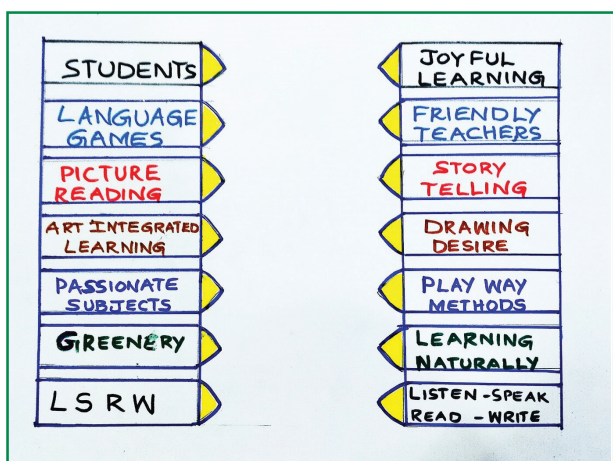 STUDENTS
LANGUAGE
GAMES
PICTURE
READING
ART INTEGRATED
LEARNING
PASSIONATE
SUBJECTS
GREENERY
LSRW
JOYFUL
LEARNING
FRIENDLY
TEACHERS
STORY
TELLING
DRAWING
DESIRE
PLAY WAY
METHODS
LEARNING
NATURALLY
LISTEN -SPEAK
READ - WRITE